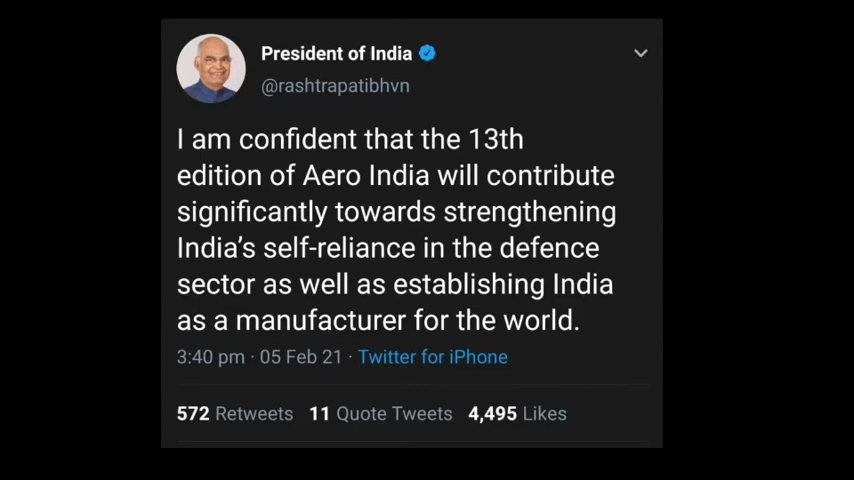 President of India
@rashtrapatibhvn
I am confident that the 13th
edition of Aero India will contribute
significantly towards strengthening
India's self-reliance in the defence
sector as well as establishing India
as a manufacturer for the world.
3:40 pm · 05 Feb 21 · Twitter for iPhone
572 Retweets 11 Quote Tweets 4,495 Likes